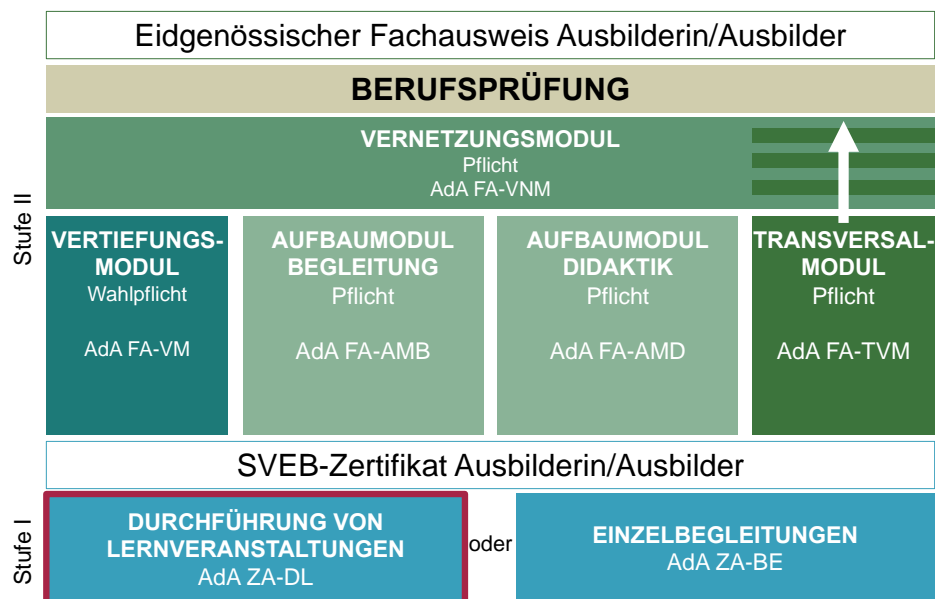 Eidgenössischer Fachausweis Ausbilderin/Ausbilder
BERUFSPRÜFUNG
VERNETZUNGSMODUL
Pflicht
AdA FA-VNM
Stufe II
VERTIEFUNGS-
MODUL
Wahlpflicht
AdA FA-VM
AUFBAUMODUL
BEGLEITUNG
Pflicht
AdA FA-AMB
AUFBAUMODUL
DIDAKTIK
Pflicht
AdA FA-AMD
TRANSVERSAL-
MODUL
Pflicht
AdA FA-TVM
SVEB-Zertifikat Ausbilderin/Ausbilder
Stufe I
DURCHFÜHRUNG VON
LERNVERANSTALTUNGEN
AdA ZA-DL
oder
EINZELBEGLEITUNGEN
AdA ZA-BE